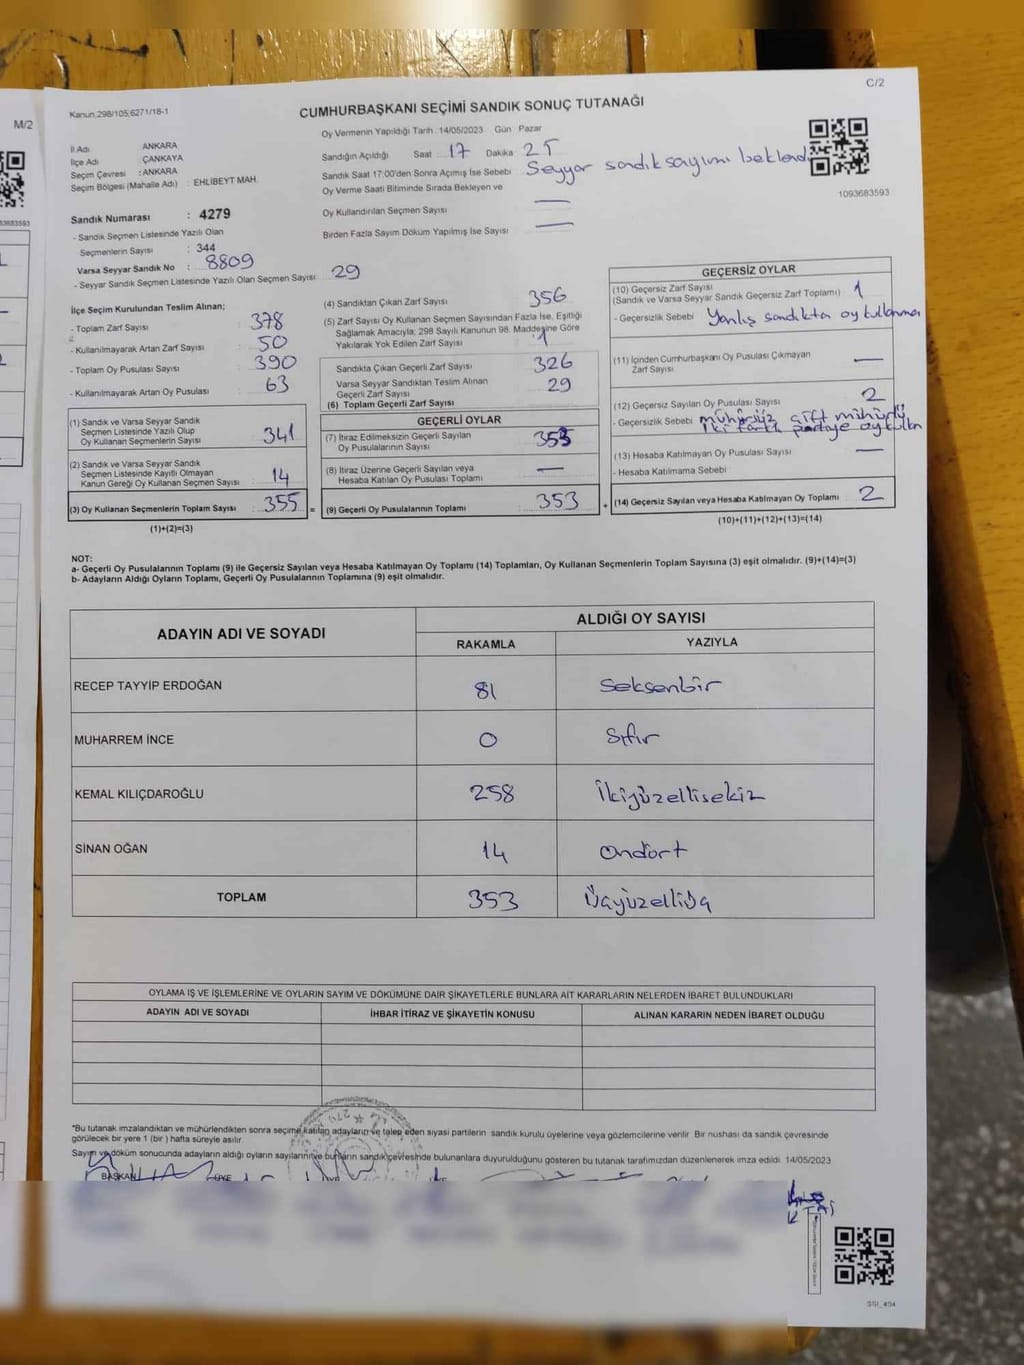 C/2
M/2
Kanun,298/105,6271/18-1
CUMHURBAŞKANI SEÇİMİ SANDIK SONUÇ TUTANAĞI
İl Adı ANKARA
İlçe Adı ÇANKAYA
Seçim Çevresi : ANKARA
Seçim Bölgesi (Mahalle Adı) : EHLİBEYT MAH.
Oy Vermenin Yapıldığı Tarih : 14/05/2023 Gün Pazar
Sandığın Açıldığı Saat 17 Dakika 25
Sandık Saat 17:00'den Sonra Açımış İse Sebebi Seyyar sandık sayımı beklendi
Oy Verme Saati Bitiminde Sırada Bekleyen ve
Oy Kullandırılan Seçmen Sayısı —
Birden Fazla Sayım Döküm Yapılmış İse Sayısı —
1093683593
Sandık Numarası : 4279
- Sandık Seçmen Listesinde Yazılı Olan
Seçmenlerin Sayısı : 344
Varsa Seyyar Sandık No : 8809
- Seyyar Sandık Seçmen Listesinde Yazılı Olan Seçmen Sayısı : 29
İlçe Seçim Kurulundan Teslim Alınan;
- Toplam Zarf Sayısı : 378
- Kullanılmayarak Artan Zarf Sayısı : 50
- Toplam Oy Pusulası Sayısı : 390
- Kullanılmayarak Artan Oy Pusulası : 63
(1) Sandık ve Varsa Seyyar Sandık
Seçmen Listesinde Yazılı Olup
Oy Kullanan Seçmenlerin Sayısı : 341
(2) Sandık ve Varsa Seyyar Sandık
Seçmen Listesinde Kayıtlı Olmayan
Kanun Gereği Oy Kullanan Seçmen Sayısı : 14
(3) Oy Kullanan Seçmenlerin Toplam Sayısı : 355 =
(1)+(2)=(3)
(4) Sandıktan Çıkan Zarf Sayısı 356
(5) Zarf Sayısı Oy Kullanan Seçmen Sayısından Fazla İse, Eşitliği
Sağlamak Amacıyla; 298 Sayılı Kanunun 98. Maddesine Göre
Yakılarak Yok Edilen Zarf Sayısı 1
Sandıkta Çıkan Geçerli Zarf Sayısı 326
Varsa Seyyar Sandıktan Teslim Alınan
Geçerli Zarf Sayısı 29
(6) Toplam Geçerli Zarf Sayısı
GEÇERLİ OYLAR
(7) İtiraz Edilmeksizin Geçerli Sayılan
Oy Pusulalarının Sayısı 353
(8) İtiraz Üzerine Geçerli Sayılan veya
Hesaba Katılan Oy Pusulası Toplamı —
(9) Geçerli Oy Pusulalarının Toplamı 353 +
GEÇERSİZ OYLAR
(10) Geçersiz Zarf Sayısı
(Sandık ve Varsa Seyyar Sandık Geçersiz Zarf Toplamı) 1
- Geçersizlik Sebebi Yanlış sandıkta oy kullanma
(11) İçinden Cumhurbaşkanı Oy Pusulası Çıkmayan
Zarf Sayısı —
(12) Geçersiz Sayılan Oy Pusulası Sayısı 2
- Geçersizlik Sebebi mühürsüz çift mühürlü
iki farklı partiye oy
(13) Hesaba Katılmayan Oy Pusulası Sayısı —
- Hesaba Katılmama Sebebi
(14) Geçersiz Sayılan veya Hesaba Katılmayan Oy Toplamı 2
(10)+(11)+(12)+(13)=(14)
NOT:
a- Geçerli Oy Pusulalarının Toplamı (9) ile Geçersiz Sayılan veya Hesaba Katılmayan Oy Toplamı (14) Toplamları, Oy Kullanan Seçmenlerin Toplam Sayısına (3) eşit olmalıdır. (9)+(14)=(3)
b- Adayların Aldığı Oyların Toplamı, Geçerli Oy Pusulalarının Toplamına (9) eşit olmalıdır.
ADAYIN ADI VE SOYADI ALDIĞI OY SAYISI
RAKAMLA YAZIYLA
RECEP TAYYİP ERDOĞAN 81 Seksenbir
MUHARREM İNCE 0 Sıfır
KEMAL KILIÇDAROĞLU 258 İkiyüzellisekiz
SİNAN OĞAN 14 Ondört
TOPLAM 353 Üçyüzelliüç
OYLAMA İŞ VE İŞLEMLERİNE VE OYLARIN SAYIM VE DÖKÜMÜNE DAİR ŞİKAYETLERLE BUNLARA AİT KARARLARIN NELERDEN İBARET BULUNDUKLARI
ADAYIN ADI VE SOYADI İHBAR İTİRAZ VE ŞİKAYETİN KONUSU ALINAN KARARIN NEDEN İBARET OLDUĞU
*Bu tutanak imzalandıktan ve mühürlendikten sonra seçime katılan adayların ve talep eden siyasi partilerin sandık kurulu üyelerine veya gözlemcilerine verilir. Bir nüshası da sandık çevresinde
görülecek bir yere 1 (bir ) hafta süreyle asılır.
Sayım ve döküm sonucunda adayların aldığı oyların sayılarını ve bunların sandık çevresinde bulunanlara duyurulduğunu gösteren bu tutanak tarafımızdan düzenlenerek imza edildi. 14/05/2023
BAŞKAN ÜYE